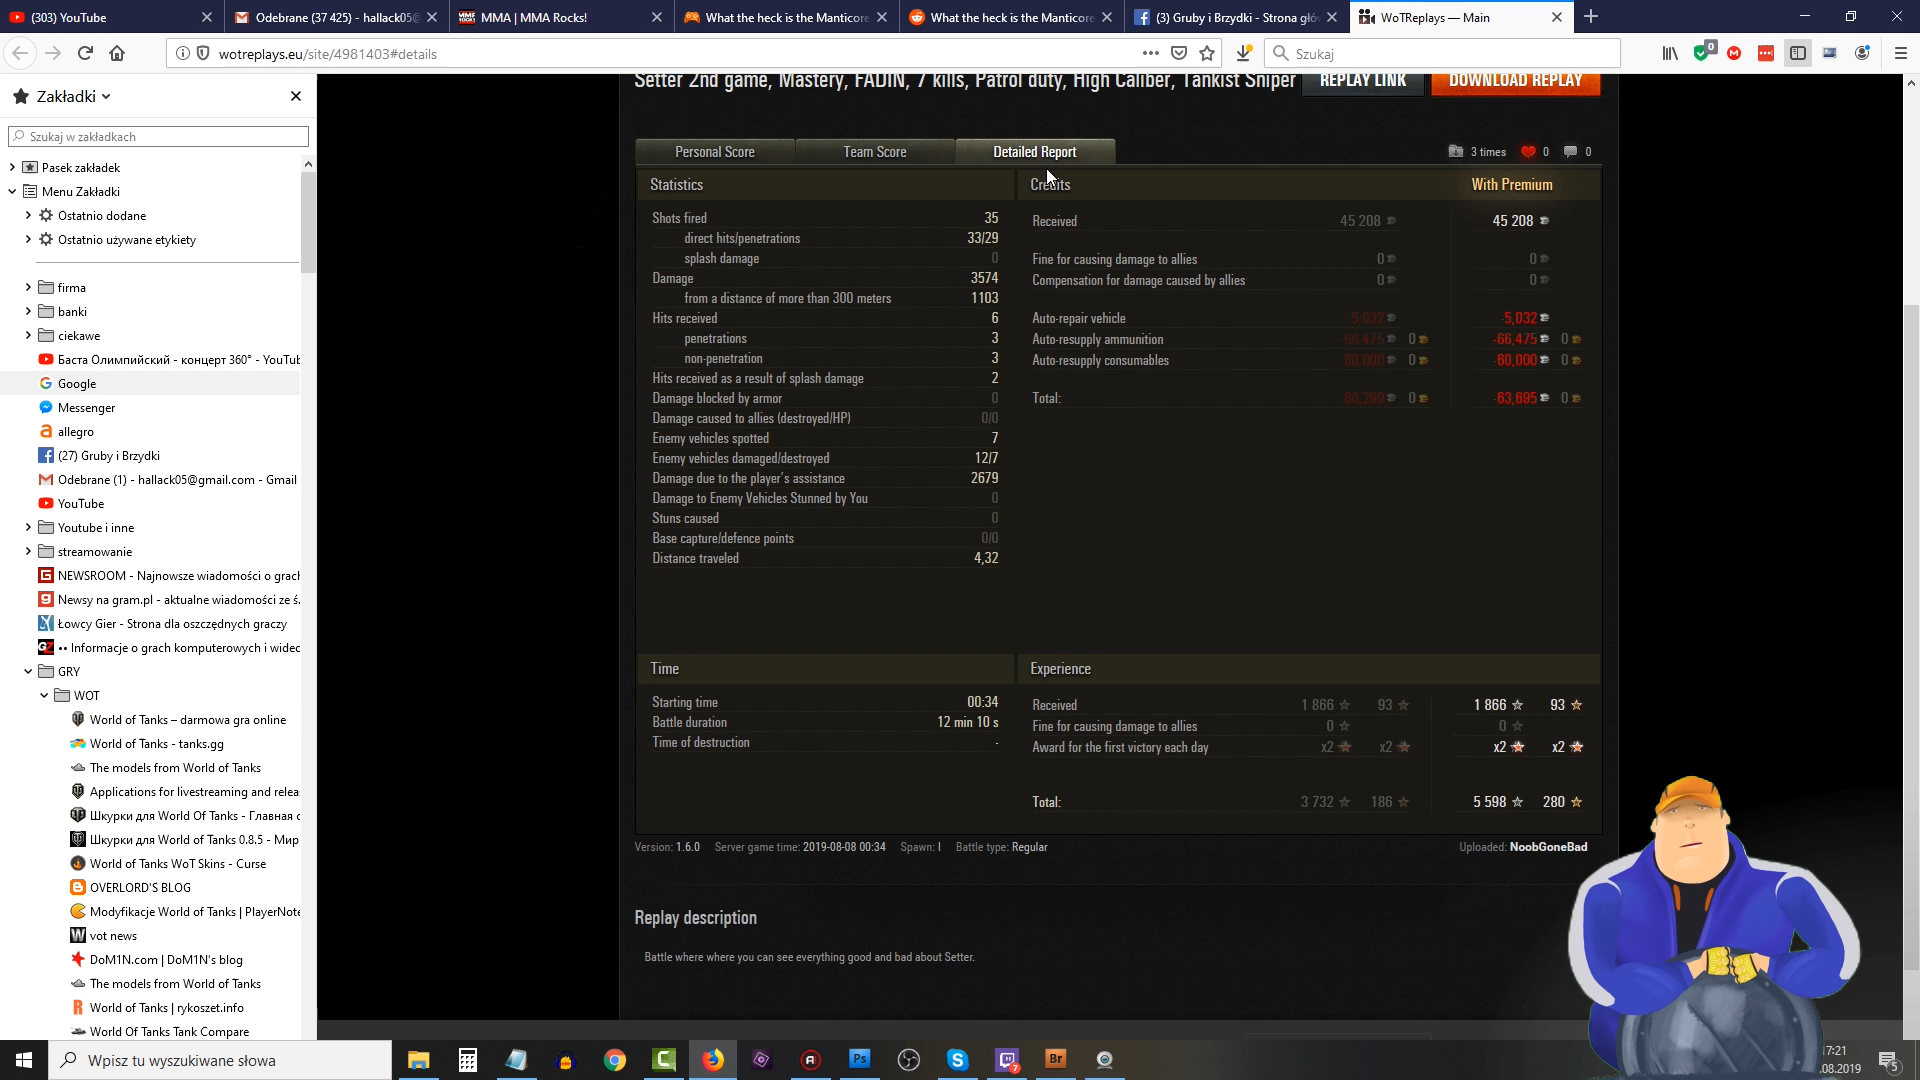 (303) YouTube
Odebrane (37 425) - hallack05@
MMA | MMA Rocks!
What the heck is the Manticore
What the heck is the Manticore
(3) Gruby i Brzydki - Strona głó
WoTReplays — Main
wotreplays.eu/site/4981403#details
Szukaj
0
Zakładki
Szukaj w zakładkach
Pasek zakładek
Menu Zakładki
Ostatnio dodane
Ostatnio używane etykiety
firma
banki
ciekawe
Баста Олимпийский - концерт 360° - YouTub
Google
Messenger
allegro
(27) Gruby i Brzydki
Odebrane (1) - hallack05@gmail.com - Gmail
YouTube
Youtube i inne
streamowanie
NEWSROOM - Najnowsze wiadomości o grach
Newsy na gram.pl - aktualne wiadomości ze ś.
Łowcy Gier - Strona dla oszczędnych graczy
•• Informacje o grach komputerowych i widec
GRY
WOT
World of Tanks – darmowa gra online
World of Tanks - tanks.gg
The models from World of Tanks
Applications for livestreaming and relea
Шкурки для World Of Tanks - Главная с
Шкурки для World Of Tanks 0.8.5 - Мир
World of Tanks WoT Skins - Curse
OVERLORD'S BLOG
Modyfikacje World of Tanks | PlayerNote
vot news
DoM1N.com | DoM1N's blog
The models from World of Tanks
World of Tanks | rykoszet.info
World Of Tanks Tank Compare
Setter 2nd game, Mastery, FADIN, 7 kills, Patrol duty, High Caliber, Tankist Sniper
REPLAY LINK
DOWNLOAD REPLAY
Personal Score
Team Score
Detailed Report
3 times 0 0
Statistics
Shots fired 35
direct hits/penetrations 33/29
splash damage 0
Damage 3574
from a distance of more than 300 meters 1103
Hits received 6
penetrations 3
non-penetration 3
Hits received as a result of splash damage 2
Damage blocked by armor 0
Damage caused to allies (destroyed/HP) 0/0
Enemy vehicles spotted 7
Enemy vehicles damaged/destroyed 12/7
Damage due to the player's assistance 2679
Damage to Enemy Vehicles Stunned by You 0
Stuns caused 0
Base capture/defence points 0/0
Distance traveled 4,32
Credits With Premium
Received 45 208 45 208
Fine for causing damage to allies 0 0
Compensation for damage caused by allies 0 0
Auto-repair vehicle -5,032 -5,032
Auto-resupply ammunition -66,475 0 -66,475 0
Auto-resupply consumables -60,000 0 -60,000 0
Total: 0 -63,695 0
Time
Starting time 00:34
Battle duration 12 min 10 s
Time of destruction -
Experience
Received 1 866 93 1 866 93
Fine for causing damage to allies 0 0
Award for the first victory each day x2 x2 x2 x2
Total: 3 732 186 5 598 280
Version: 1.6.0 Server game time: 2019-08-08 00:34 Spawn: I Battle type: Regular
Uploaded: NoobGoneBad
Replay description
Battle where where you can see everything good and bad about Setter.
Wpisz tu wyszukiwane słowa
Ps
7
Br
17:21
.08.2019
5